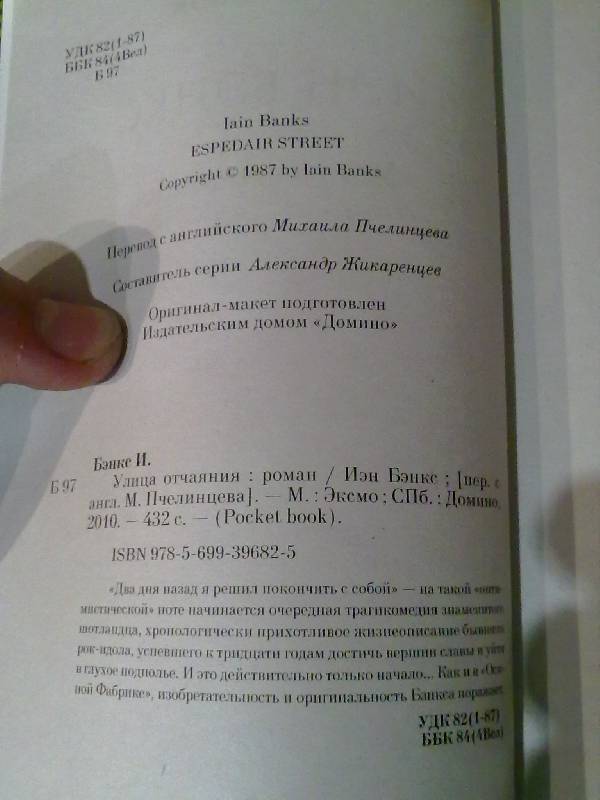 УДК 82(1-87)
ББК 84(4Вел)
Б 97
Iain Banks
ESPEDAIR STREET
Copyright © 1987 by Iain Banks
Перевод с английского Михаила Пчелинцева
Составитель серии Александр Жикаренцев
Оригинал-макет подготовлен
Издательским домом «Домино»
Бэнкс И.
Б 97 Улица отчаяния : роман / Иэн Бэнкс ; [пер. с
англ. М. Пчелинцева]. — М. : Эксмо ; СПб. : Домино,
2010. — 432 с. — (Pocket book).
ISBN 978-5-699-39682-5
«Два дня назад я решил покончить с собой» — на такой «опти-
мистической» ноте начинается очередная трагикомедия знаменитого
шотландца, хронологически прихотливое жизнеописание бывшего
рок-идола, успевшего к тридцати годам достичь вершин славы и уйти
в глухое подполье. И это действительно только начало... Как и в «Оси-
ной Фабрике», изобретательность и оригинальность Бэнкса поражает.
УДК 82(1-87)
ББК 84(4Вел)